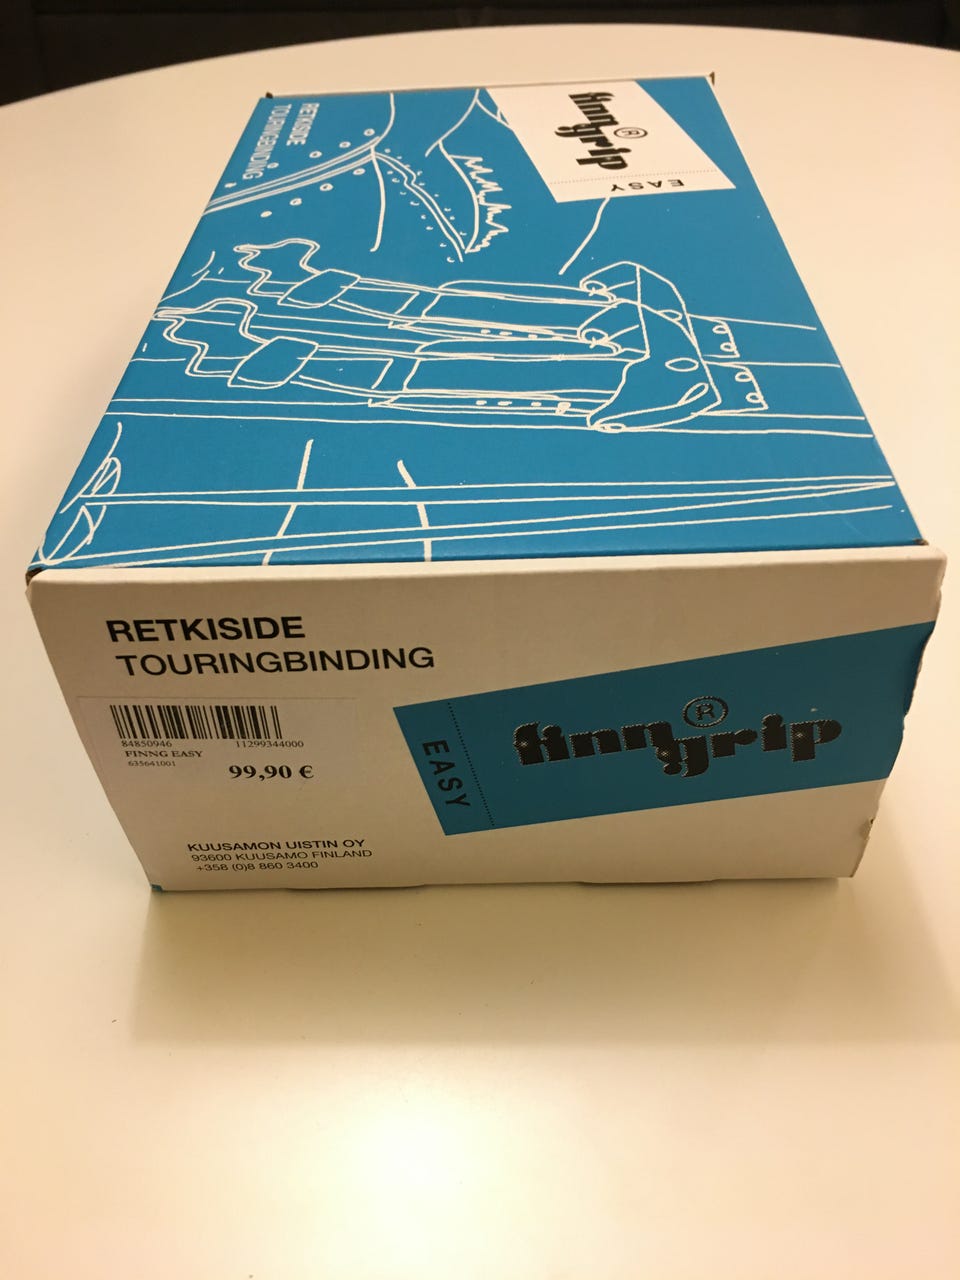 RETKISIDE
TOURINGBINDING
finngrip®
EASY
RETKISIDE
TOURINGBINDING
84850946 11299344000
FINNG EASY
635641001
99,90 €
EASY
finngrip®
KUUSAMON UISTIN OY
93600 KUUSAMO FINLAND
+358 (0)8 860 3400